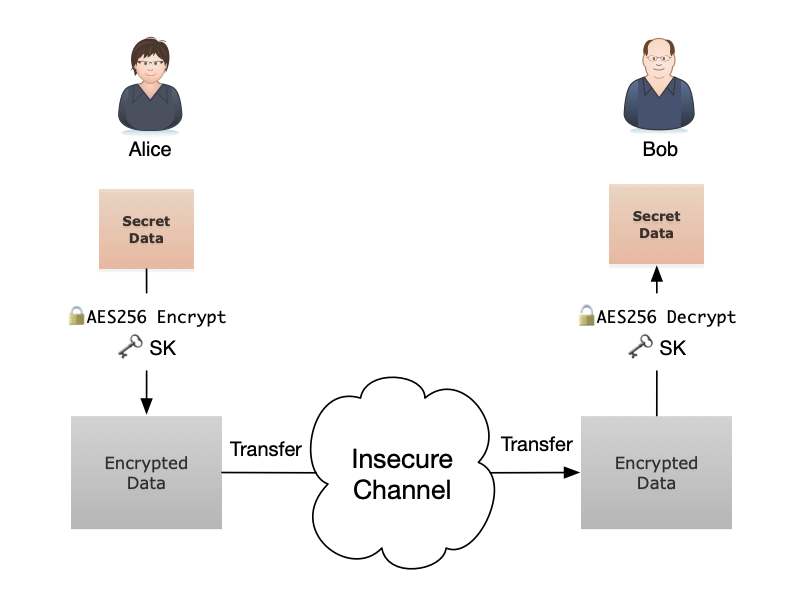 Alice
Bob
Secret
Data
Secret
Data
AES256 Encrypt
SK
AES256 Decrypt
SK
Encrypted
Data
Transfer
Insecure
Channel
Transfer
Encrypted
Data